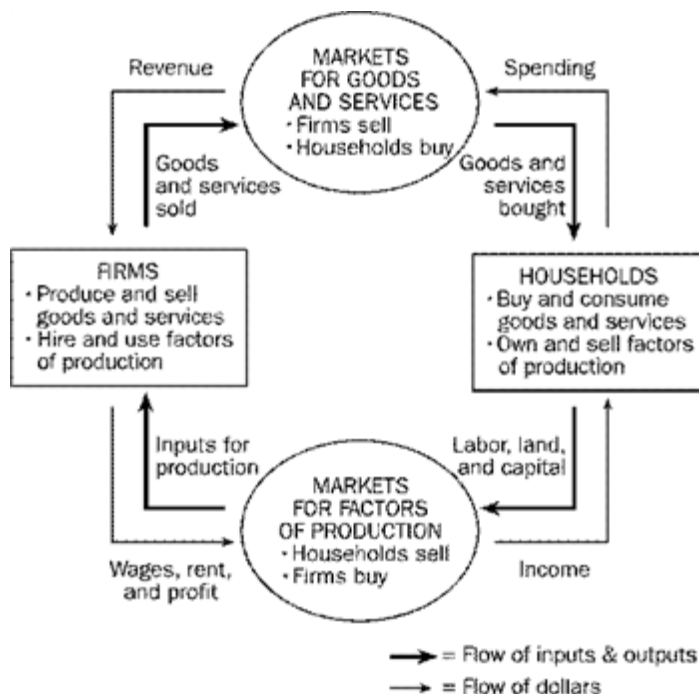 MARKETS
FOR GOODS
AND SERVICES
· Firms sell
· Households buy
Revenue
Spending
Goods
and services
sold
Goods and
services
bought
FIRMS
· Produce and sell
goods and services
· Hire and use factors
of production
HOUSEHOLDS
· Buy and consume
goods and services
· Own and sell factors
of production
Inputs for
production
Labor, land,
and capital
MARKETS
FOR FACTORS
OF PRODUCTION
· Households sell
· Firms buy
Wages, rent,
and profit
Income
= Flow of inputs & outputs
= Flow of dollars